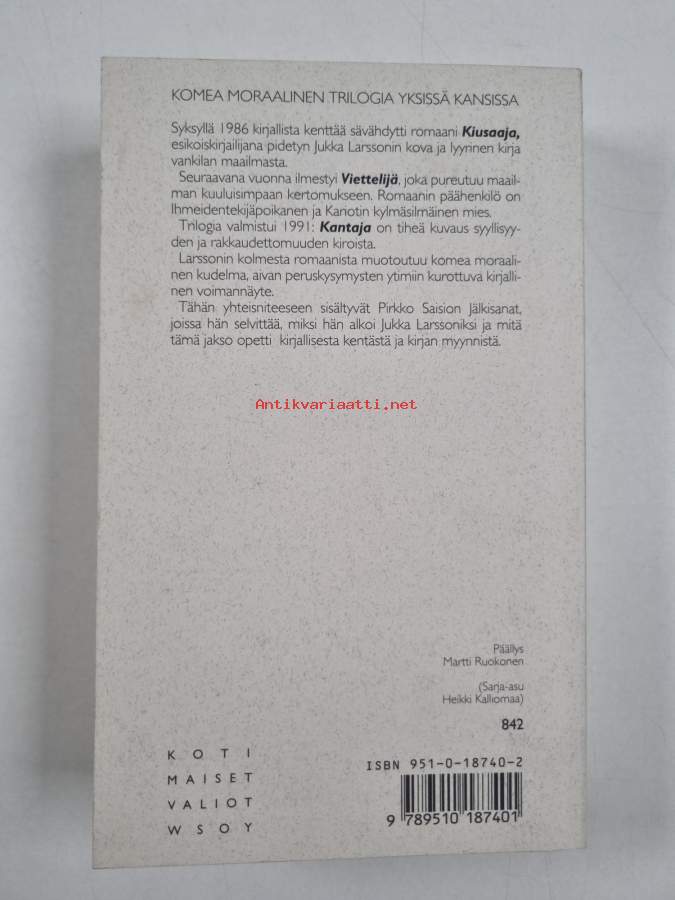 KOMEA MORAALINEN TRILOGIA YKSISSÄ KANSISSA
Syksyllä 1986 kirjallista kenttää sävähdytti romaani Kiusaaja,
esikoiskirjailijana pidetyn Jukka Larssonin kova ja lyyrinen kirja
vankilan maailmasta.
Seuraavana vuonna ilmestyi Viettelijä, joka pureutuu maail-
man kuuluisimpaan kertomukseen. Romaanin päähenkilö on
Ihmeidentekijäpoikanen ja Kariotin kylmäsilmäinen mies.
Trilogia valmistui 1991: Kantaja on tiheä kuvaus syyllisyy-
den ja rakkaudettomuuden kiroista.
Larssonin kolmesta romaanista muotoutuu komea moraali-
nen kudelma, aivan peruskysymysten ytimiin kurottuva kirjalli-
nen voimannäyte.
Tähän yhteisniteeseen sisältyvät Pirkko Saision Jälkisanat,
joissa hän selvittää, miksi hän alkoi Jukka Larssoniksi ja mitä
tämä jakso opetti kirjallisesta kentästä ja kirjan myynnistä.
Antikvariaatti.net
Päällys
Martti Ruokonen
(Sarja-asu
Heikki Kalliomaa)
842
KOTI
MAISET
VALIOT
WSOY
ISBN 951-0-18740-2
9 789510 187401